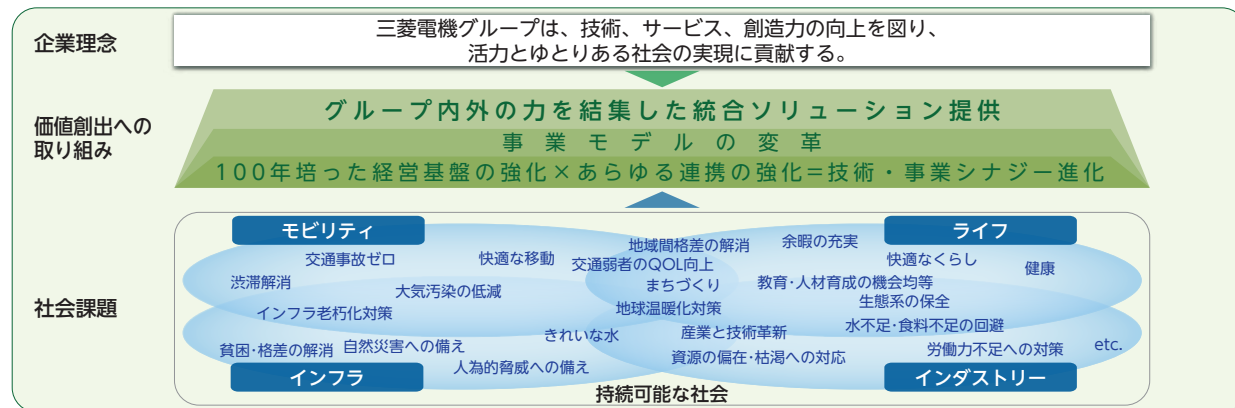 企業理念
三菱電機グループは、技術、サービス、創造力の向上を図り、
活力とゆとりある社会の実現に貢献する。
価値創出への
取り組み
グループ内外の力を結集した統合ソリューション提供
事業モデルの変革
100年培った経営基盤の強化×あらゆる連携の強化=技術・事業シナジー進化
社会課題
モビリティ
ライフ
地域間格差の解消
余暇の充実
交通事故ゼロ
快適な移動
交通弱者のQOL向上
快適なくらし
健康
渋滞解消
大気汚染の低減
まちづくり
教育・人材育成の機会均等
インフラ老朽化対策
地球温暖化対策
生態系の保全
きれいな水
産業と技術革新
水不足・食料不足の回避
貧困・格差の解消
自然災害への備え
労働力不足への対策
etc.
人為的脅威への備え
資源の偏在・枯渇への対応
インフラ
インダストリー
持続可能な社会